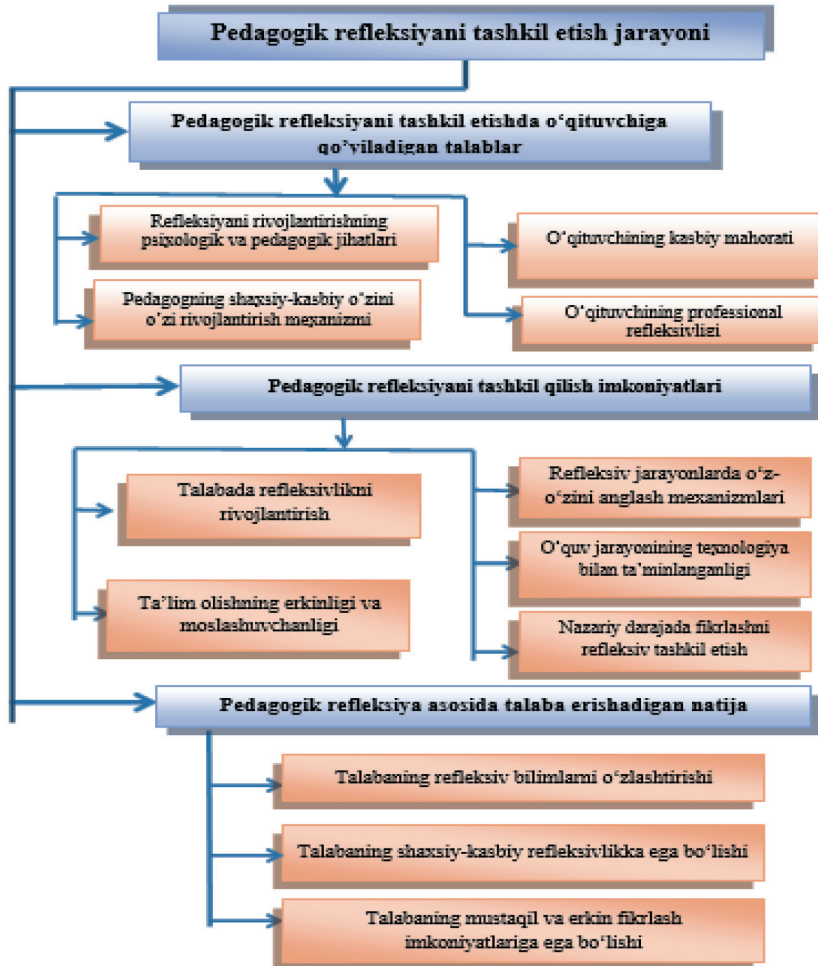 Pedagogik refleksiyani tashkil etish jarayoni
Pedagogik refleksiyani tashkil etishda o‘qituvchiga
qo’yiladigan talablar
Refleksiyani rivojlantirishning
psixologik va pedagogik jihatlari
O‘qituvchining kasbiy mahorati
Pedagogning shaxsiy-kasbiy o‘zini
o’zi rivojlantirish mexanizmi
O‘qituvchining professional
refleksivligi
Pedagogik refleksiyani tashkil qilish imkoniyatlari
Talabada refleksivlikni
rivojlantirish
Refleksiv jarayonlarda o‘z-
o‘zini anglash mexanizmlari
O‘quv jarayonining texnologiya
bilan ta’minlanganligi
Ta’lim olishning erkinligi va
moslashuvchanligi
Nazariy darajada fikrlashni
refleksiv tashkil etish
Pedagogik refleksiya asosida talaba erishadigan natija
Talabaning refleksiv bilimlarni o‘zlashtirishi
Talabaning shaxsiy-kasbiy refleksivlikka ega bo‘lishi
Talabaning mustaqil va erkin fikrlash
imkoniyatlariga ega bo‘lishi